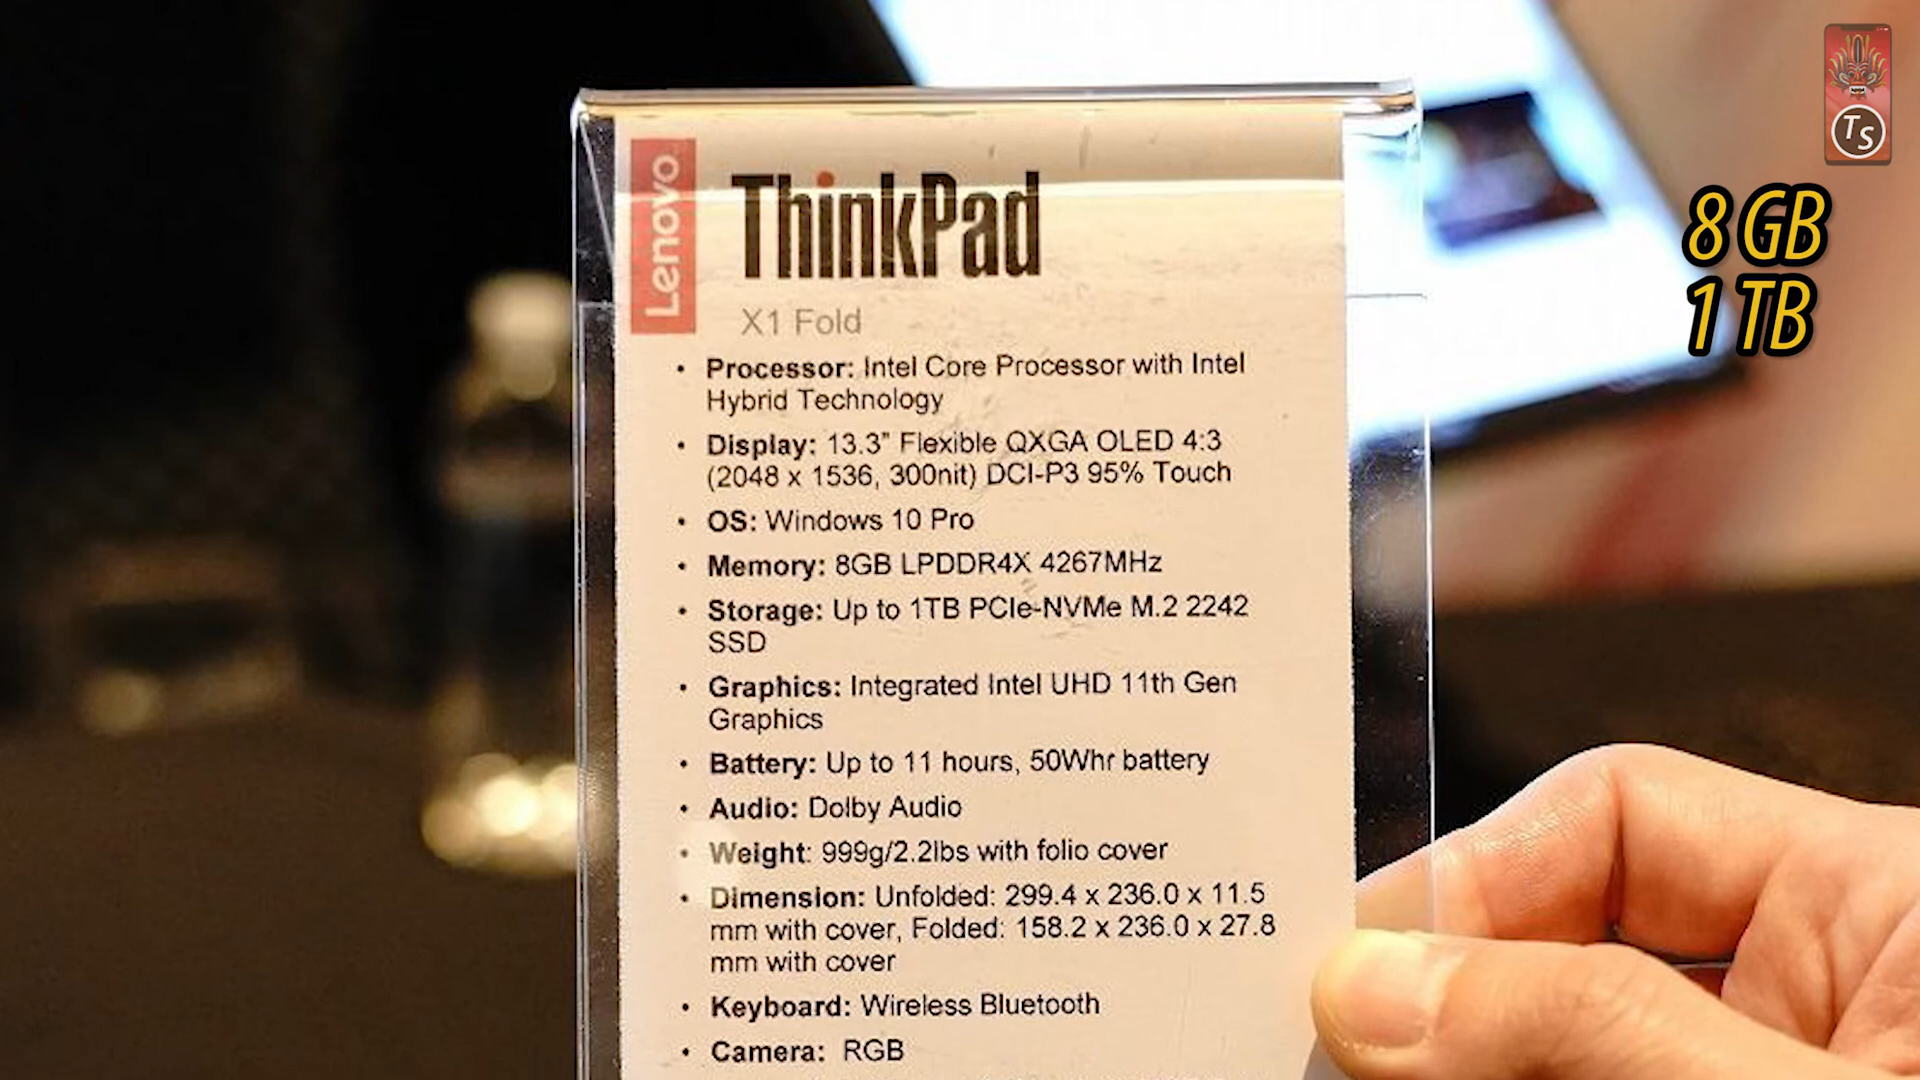 Lenovo
ThinkPad
X1 Fold
• Processor: Intel Core Processor with Intel
Hybrid Technology
• Display: 13.3" Flexible QXGA OLED 4:3
(2048 x 1536, 300nit) DCI-P3 95% Touch
• OS: Windows 10 Pro
• Memory: 8GB LPDDR4X 4267MHz
• Storage: Up to 1TB PCIe-NVMe M.2 2242
SSD
• Graphics: Integrated Intel UHD 11th Gen
Graphics
• Battery: Up to 11 hours, 50Whr battery
• Audio: Dolby Audio
• Weight: 999g/2.2lbs with folio cover
• Dimension: Unfolded: 299.4 x 236.0 x 11.5
mm with cover, Folded: 158.2 x 236.0 x 27.8
mm with cover
• Keyboard: Wireless Bluetooth
• Camera: RGB
TS
8 GB
1 TB